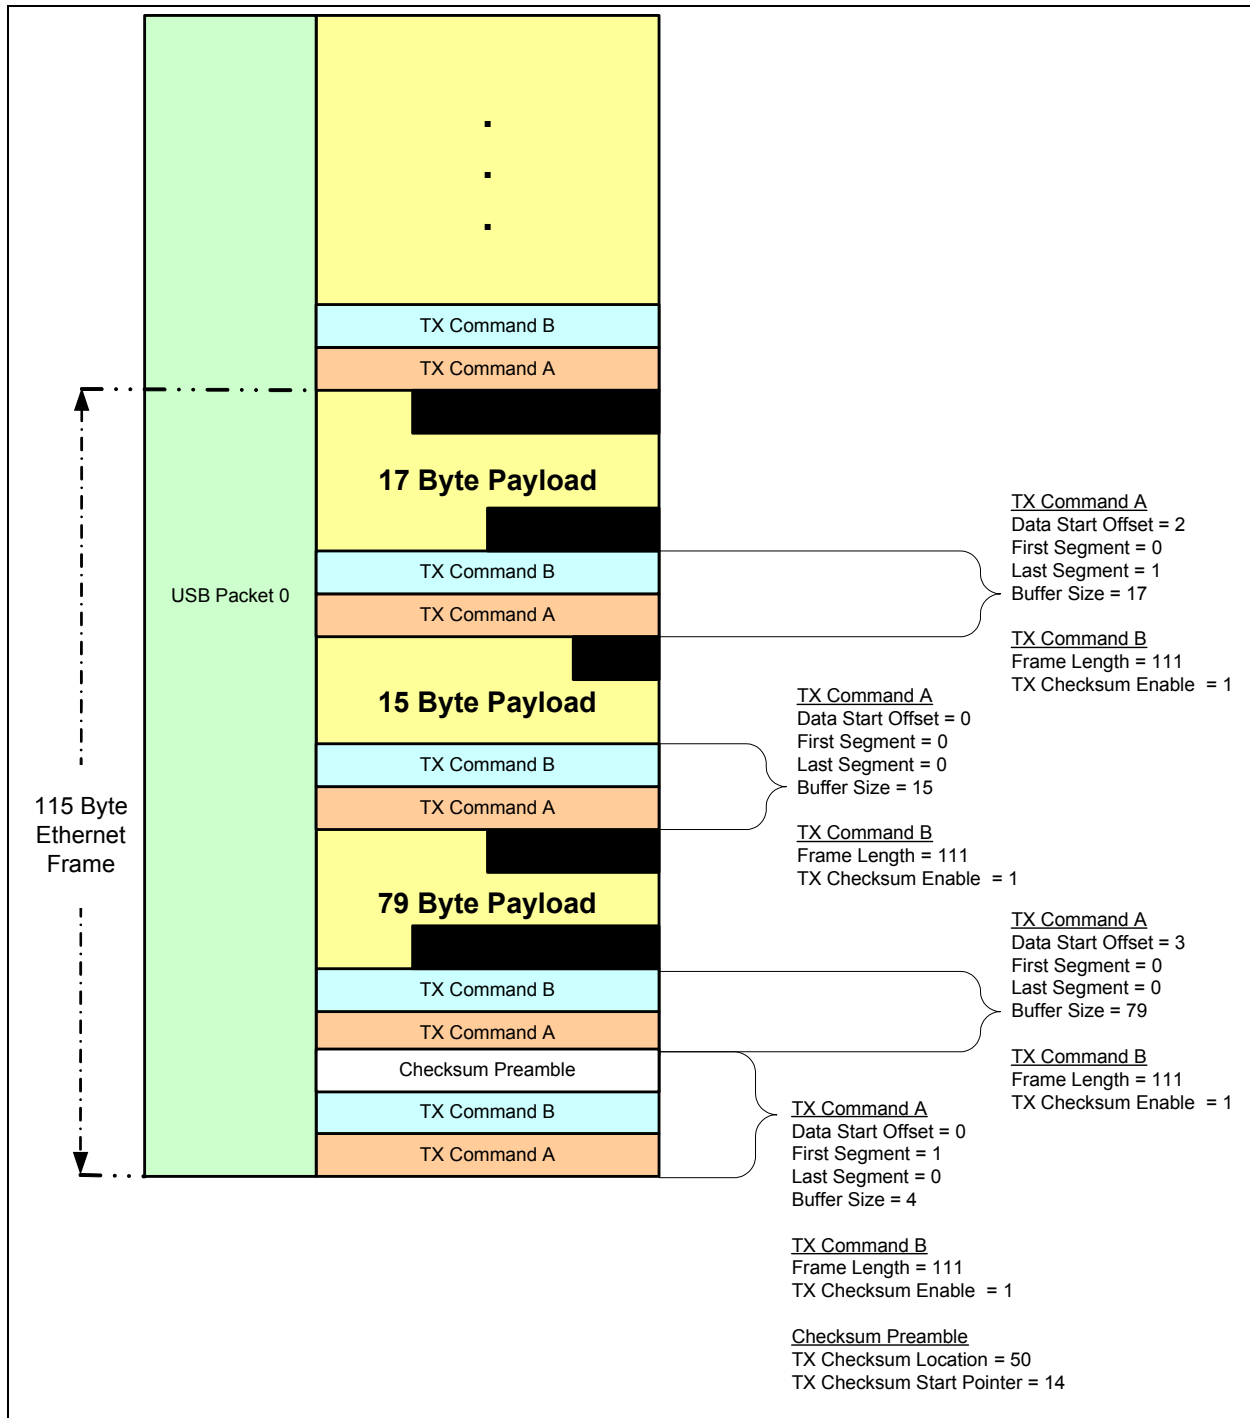 TX Command B
TX Command A
17 Byte Payload
TX Command B
USB Packet 0
TX Command A
TX Command A
Data Start Offset = 2
First Segment = 0
Last Segment = 1
Buffer Size = 17
TX Command B
Frame Length = 111
TX Checksum Enable = 1
15 Byte Payload
TX Command B
TX Command A
TX Command A
Data Start Offset = 0
First Segment = 0
Last Segment = 0
Buffer Size = 15
TX Command B
Frame Length = 111
TX Checksum Enable = 1
115 Byte
Ethernet
Frame
79 Byte Payload
TX Command B
TX Command A
TX Command A
Data Start Offset = 3
First Segment = 0
Last Segment = 0
Buffer Size = 79
TX Command B
Frame Length = 111
TX Checksum Enable = 1
Checksum Preamble
TX Command B
TX Command A
TX Command A
Data Start Offset = 0
First Segment = 1
Last Segment = 0
Buffer Size = 4
TX Command B
Frame Length = 111
TX Checksum Enable = 1
Checksum Preamble
TX Checksum Location = 50
TX Checksum Start Pointer = 14